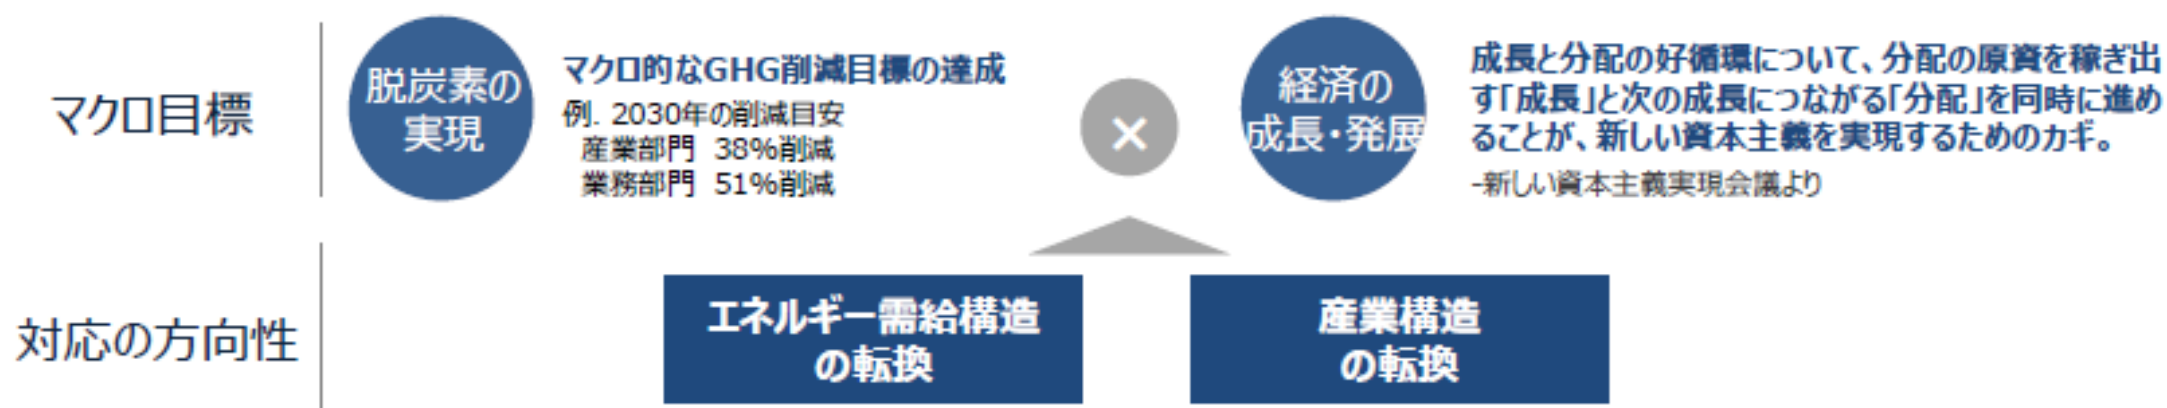 マクロ目標
脱炭素の
実現
マクロ的なGHG削減目標の達成
例. 2030年の削減目安
産業部門 38%削減
業務部門 51%削減
×
経済の
成長・発展
成長と分配の好循環について、分配の原資を稼ぎ出
す「成長」と次の成長につながる「分配」を同時に進め
ることが、新しい資本主義を実現するためのカギ。
-新しい資本主義実現会議より
対応の方向性
エネルギー需給構造
の転換
産業構造
の転換